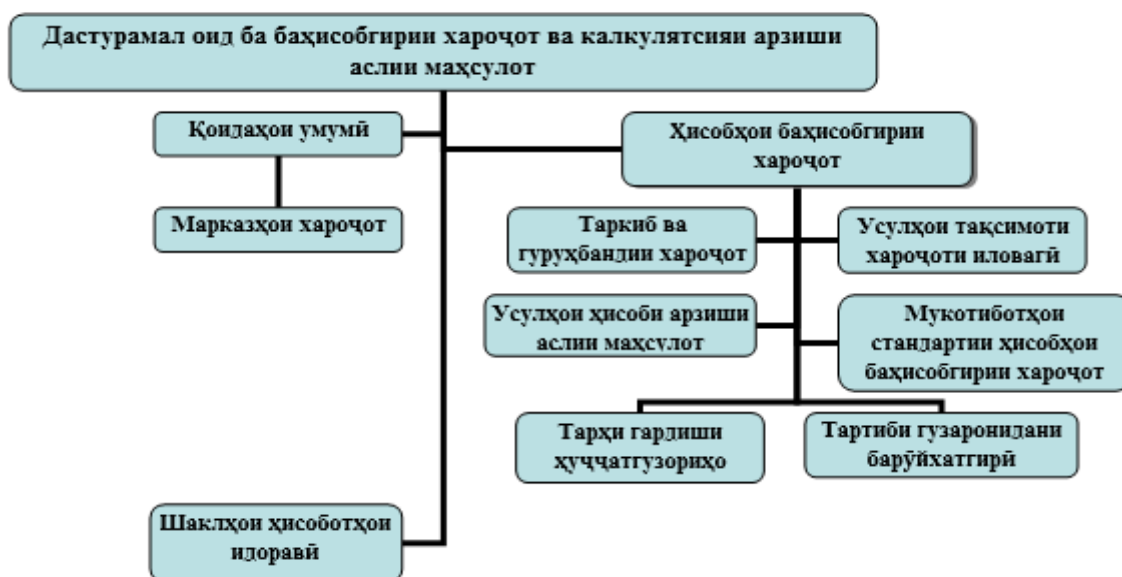 Дастурамал оид ба баҳисобгирии хароҷот ва калкулятсияи арзиши
аслии маҳсулот
Қоидаҳои умумӣ
Ҳисобҳои баҳисобгирии
хароҷот
Марказҳои хароҷот
Таркиб ва
гуруҳбандии хароҷот
Усулҳои тақсимоти
хароҷоти иловагӣ
Усулҳои ҳисоби арзиши
аслии маҳсулот
Мукотиботҳои
стандартии ҳисобҳои
баҳисобгирии хароҷот
Тарҳи гардиши
ҳуҷҷатгузориҳо
Тартиби гузаронидани
барӯйхатгирӣ
Шаклҳои ҳисоботҳои
идоравӣ